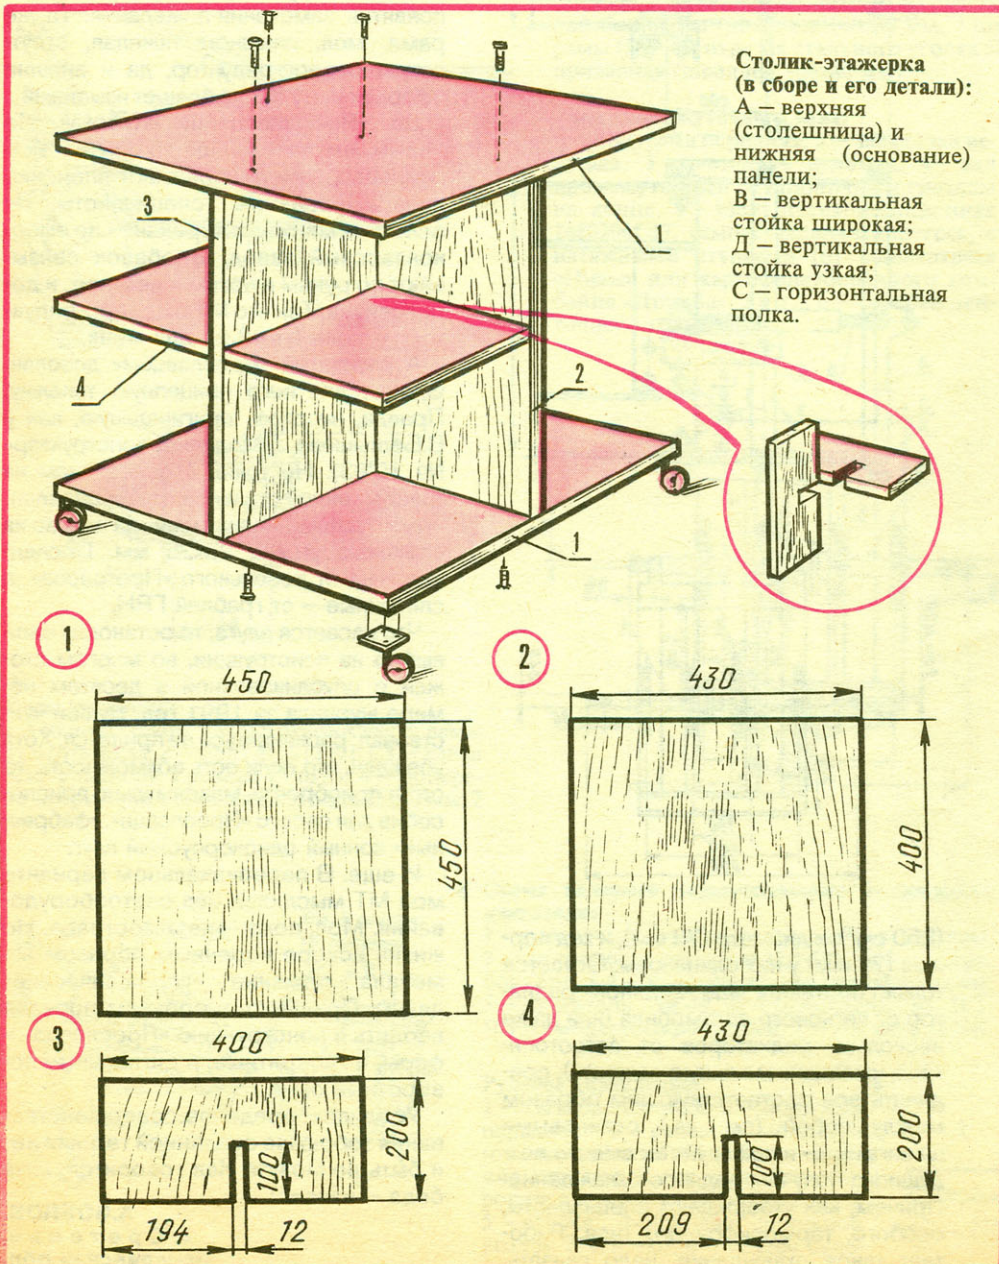 Столик-этажерка
(в сборе и его детали):
А — верхняя
(столешница) и
нижняя (основание)
панели;
В — вертикальная
стойка широкая;
Д — вертикальная
стойка узкая;
С — горизонтальная
полка.
3
1
4
2
1
1
450
450
2
430
400
3
400
200
100
194
12
4
430
200
100
209
12